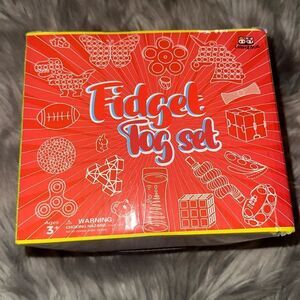 Fidget
Toy set
Ages
3+
WARNING
CHOKING HAZARD